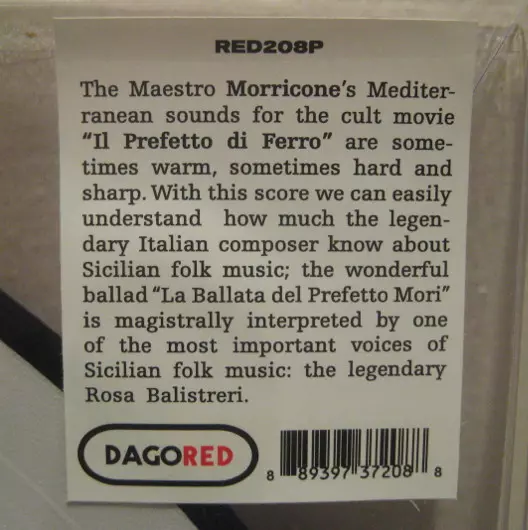 RED208P
The Maestro Morricone's Mediter-
ranean sounds for the cult movie
"Il Prefetto di Ferro" are some-
times warm, sometimes hard and
sharp. With this score we can easily
understand how much the legen-
dary Italian composer know about
Sicilian folk music; the wonderful
ballad "La Ballata del Prefetto Mori"
is magistrally interpreted by one
of the most important voices of
Sicilian folk music: the legendary
Rosa Balistreri.
DAGORED
8 89397 37208 8